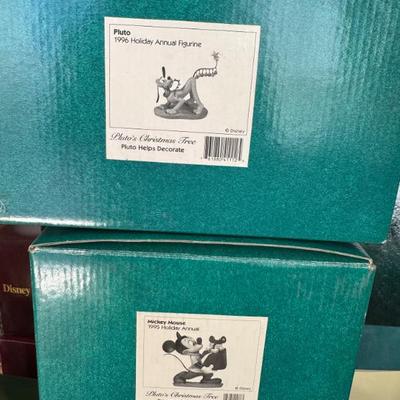 Pluto
1996 Holiday Annual Figurine
© Disney
Pluto's Christmas Tree
Pluto Helps Decorate
Disney
Mickey Mouse
1995 Holiday Annual
© Disney
Pluto's Christmas Tree